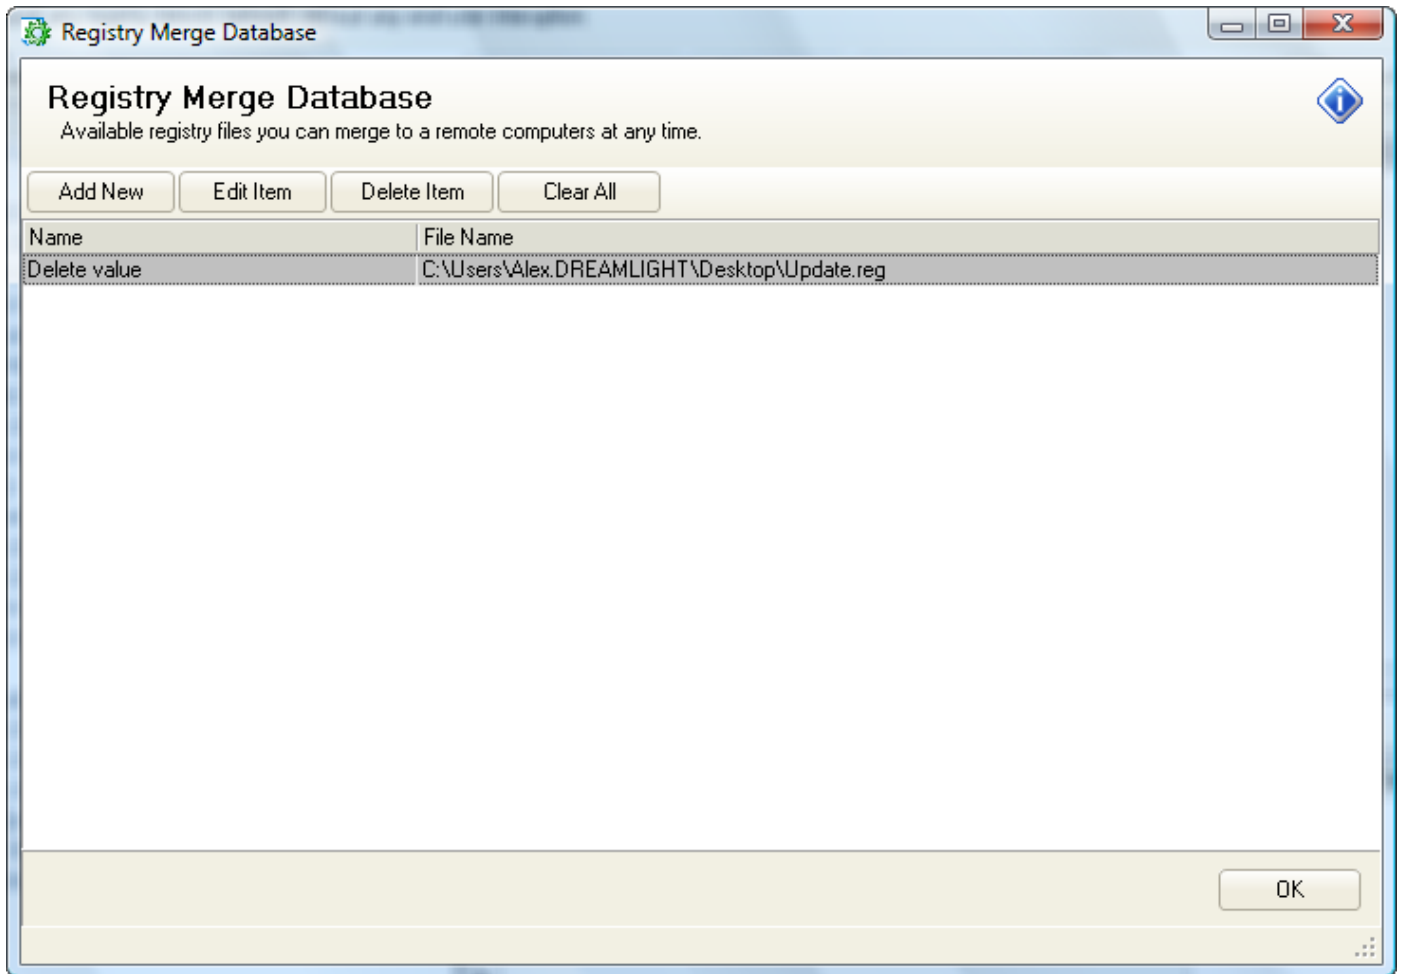 Registry Merge Database
Registry Merge Database
Available registry files you can merge to a remote computers at any time.
Add New Edit Item Delete Item Clear All
Name File Name
Delete value C:\Users\Alex.DREAMLIGHT\Desktop\Update.reg
OK